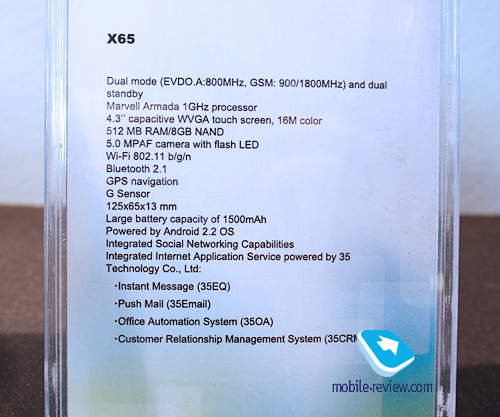 X65
Dual mode (EVDO.A:800MHz, GSM: 900/1800MHz) and dual
standby
Marvell Armada 1GHz processor
4.3'' capacitive WVGA touch screen, 16M color
512 MB RAM/8GB NAND
5.0 MPAF camera with flash LED
Wi-Fi 802.11 b/g/n
Bluetooth 2.1
GPS navigation
G Sensor
125x65x13 mm
Large battery capacity of 1500mAh
Powered by Android 2.2 OS
Integrated Social Networking Capabilities
Integrated Internet Application Service powered by 35
Technology Co., Ltd:
·Instant Message (35EQ)
·Push Mail (35Email)
·Office Automation System (35OA)
·Customer Relationship Management System (35CRM
mobile-review.com